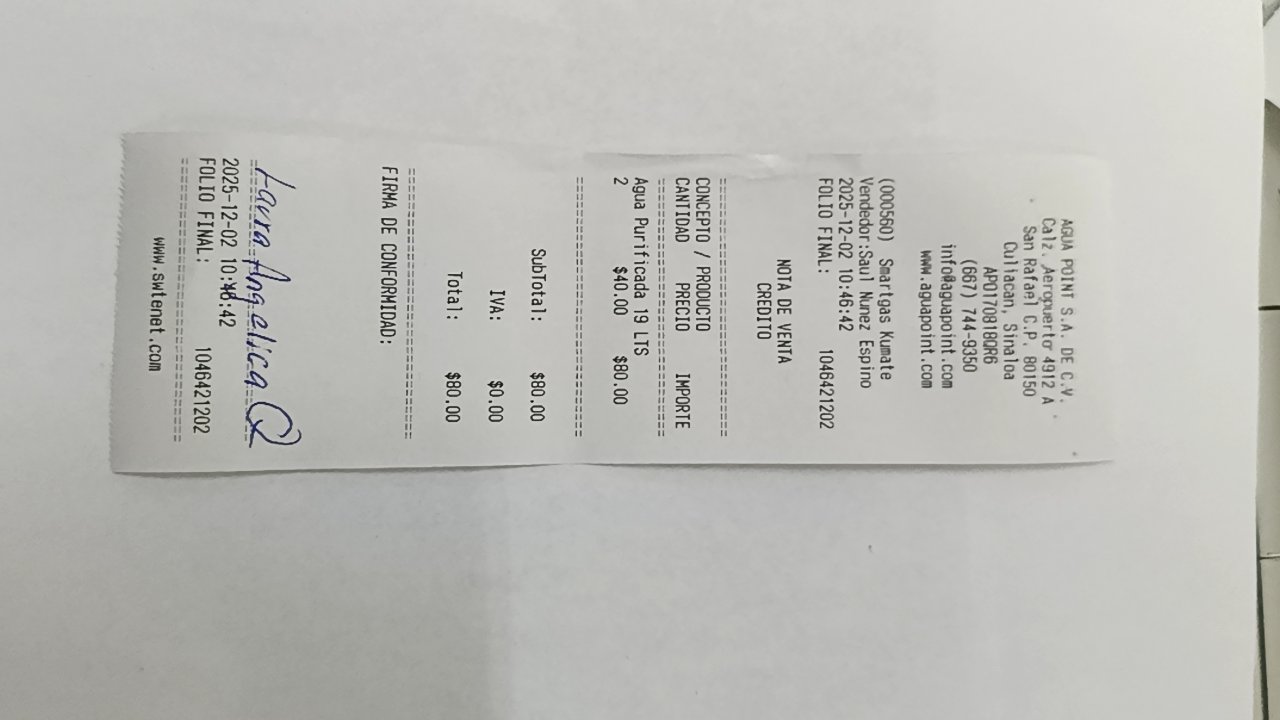 AGUA POINT S.A. DE C.V.
Calz. Aeropuerto 4912 A
San Rafael C.P. 80150
Culiacan, Sinaloa
APO170818QR6
(667) 744-9350
info@aguapoint.com
www.aguapoint.com
(000560) Smartgas Kumate
Vendedor:Saul Nunez Espino
2025-12-02 10:46:42
FOLIO FINAL: 1046421202
NOTA DE VENTA
CREDITO
CONCEPTO / PRODUCTO
CANTIDAD PRECIO IMPORTE
Agua Purificada 19 LTS
2 $40.00 $80.00
SubTotal: $80.00
IVA: $0.00
Total: $80.00
FIRMA DE CONFORMIDAD:
Laura Angelica Q
2025-12-02 10:46:42
FOLIO FINAL: 1046421202
www.swtenet.com